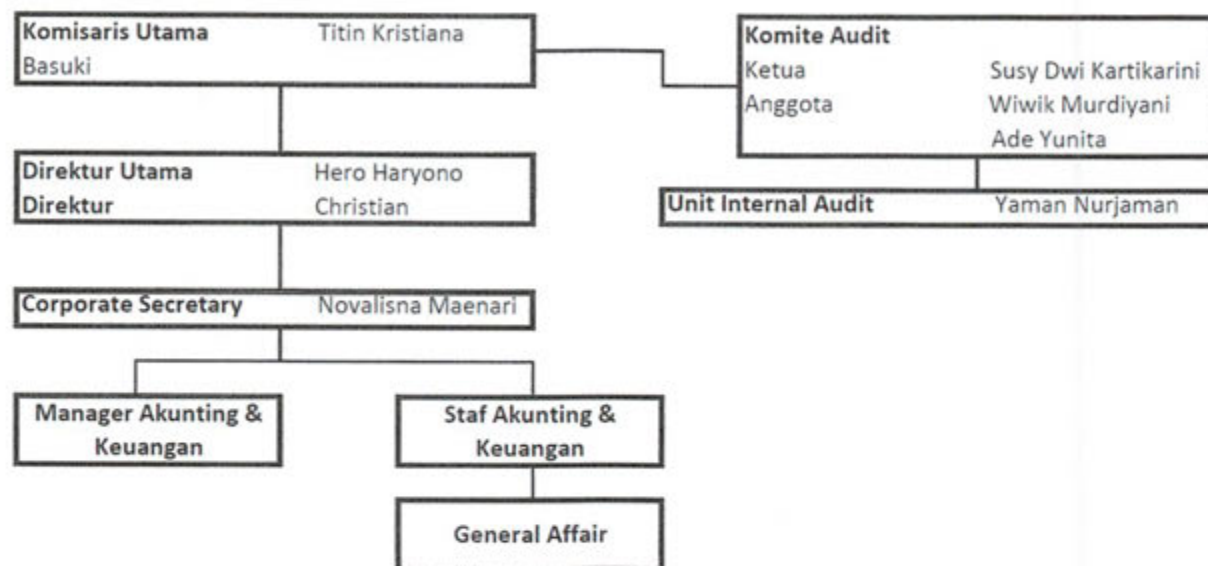 Komisaris Utama Titin Kristiana
Basuki
Komite Audit
Ketua Susy Dwi Kartikarini
Anggota Wiwik Murdiyani
Ade Yunita
Direktur Utama Hero Haryono
Direktur Christian
Unit Internal Audit Yaman Nurjaman
Corporate Secretary Novalisna Maenari
Manager Akunting &
Keuangan
Staf Akunting &
Keuangan
General Affair